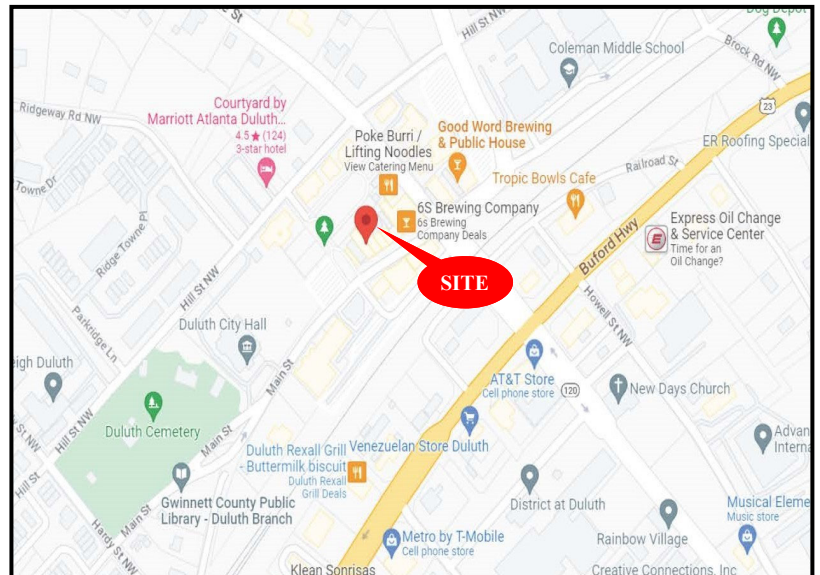 Dog Depot
Hill St NW
Coleman Middle School
Brock Rd NW
23
Ridgeway Rd NW
Courtyard by
Marriott Atlanta Duluth...
4.5★(124)
3-star hotel
Poke Burri /
Lifting Noodles
View Catering Menu
Good Word Brewing
& Public House
ER Roofing Special
Railroad St
Towne Dr
Tropic Bowls Cafe
6S Brewing Company
6s Brewing
Company Deals
Ridge Towne Pl
Express Oil Change
& Service Center
Time for an
Oil Change?
Buford Hwy
SITE
Hill St NW
Howell St NW
Parkridge Ln
Duluth City Hall
eigh Duluth
Main St
AT&T Store
Cell phone store
120
New Days Church
Duluth Cemetery
Hill St NW
St NW
Main St
Duluth Rexall Grill
- Buttermilk biscuit
Duluth Rexall
Grill Deals
Venezuelan Store Duluth
Advan
Interna
Hill St
Gwinnett County Public
Library - Duluth Branch
District at Duluth
Musical Eleme
Music store
Main St
Hardy St NW
Metro by T-Mobile
Cell phone store
Rainbow Village
Klean Sonrisas
Creative Connections, Inc